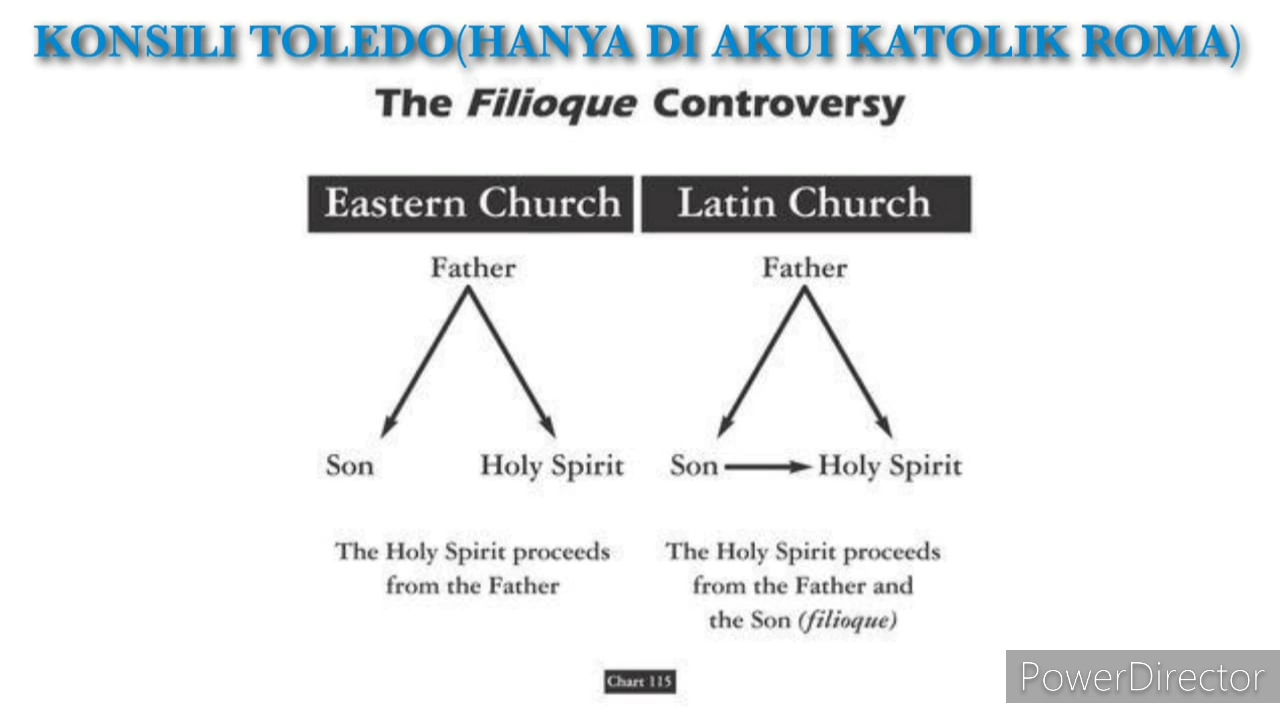 KONSILI TOLEDO(HANYA DI AKUI KATOLIK ROMA)
The Filioque Controversy
Eastern Church
Latin Church
Father
Father
Son
Holy Spirit
Son
Holy Spirit
The Holy Spirit proceeds
from the Father
The Holy Spirit proceeds
from the Father and
the Son (filioque)
Chart 115
PowerDirector